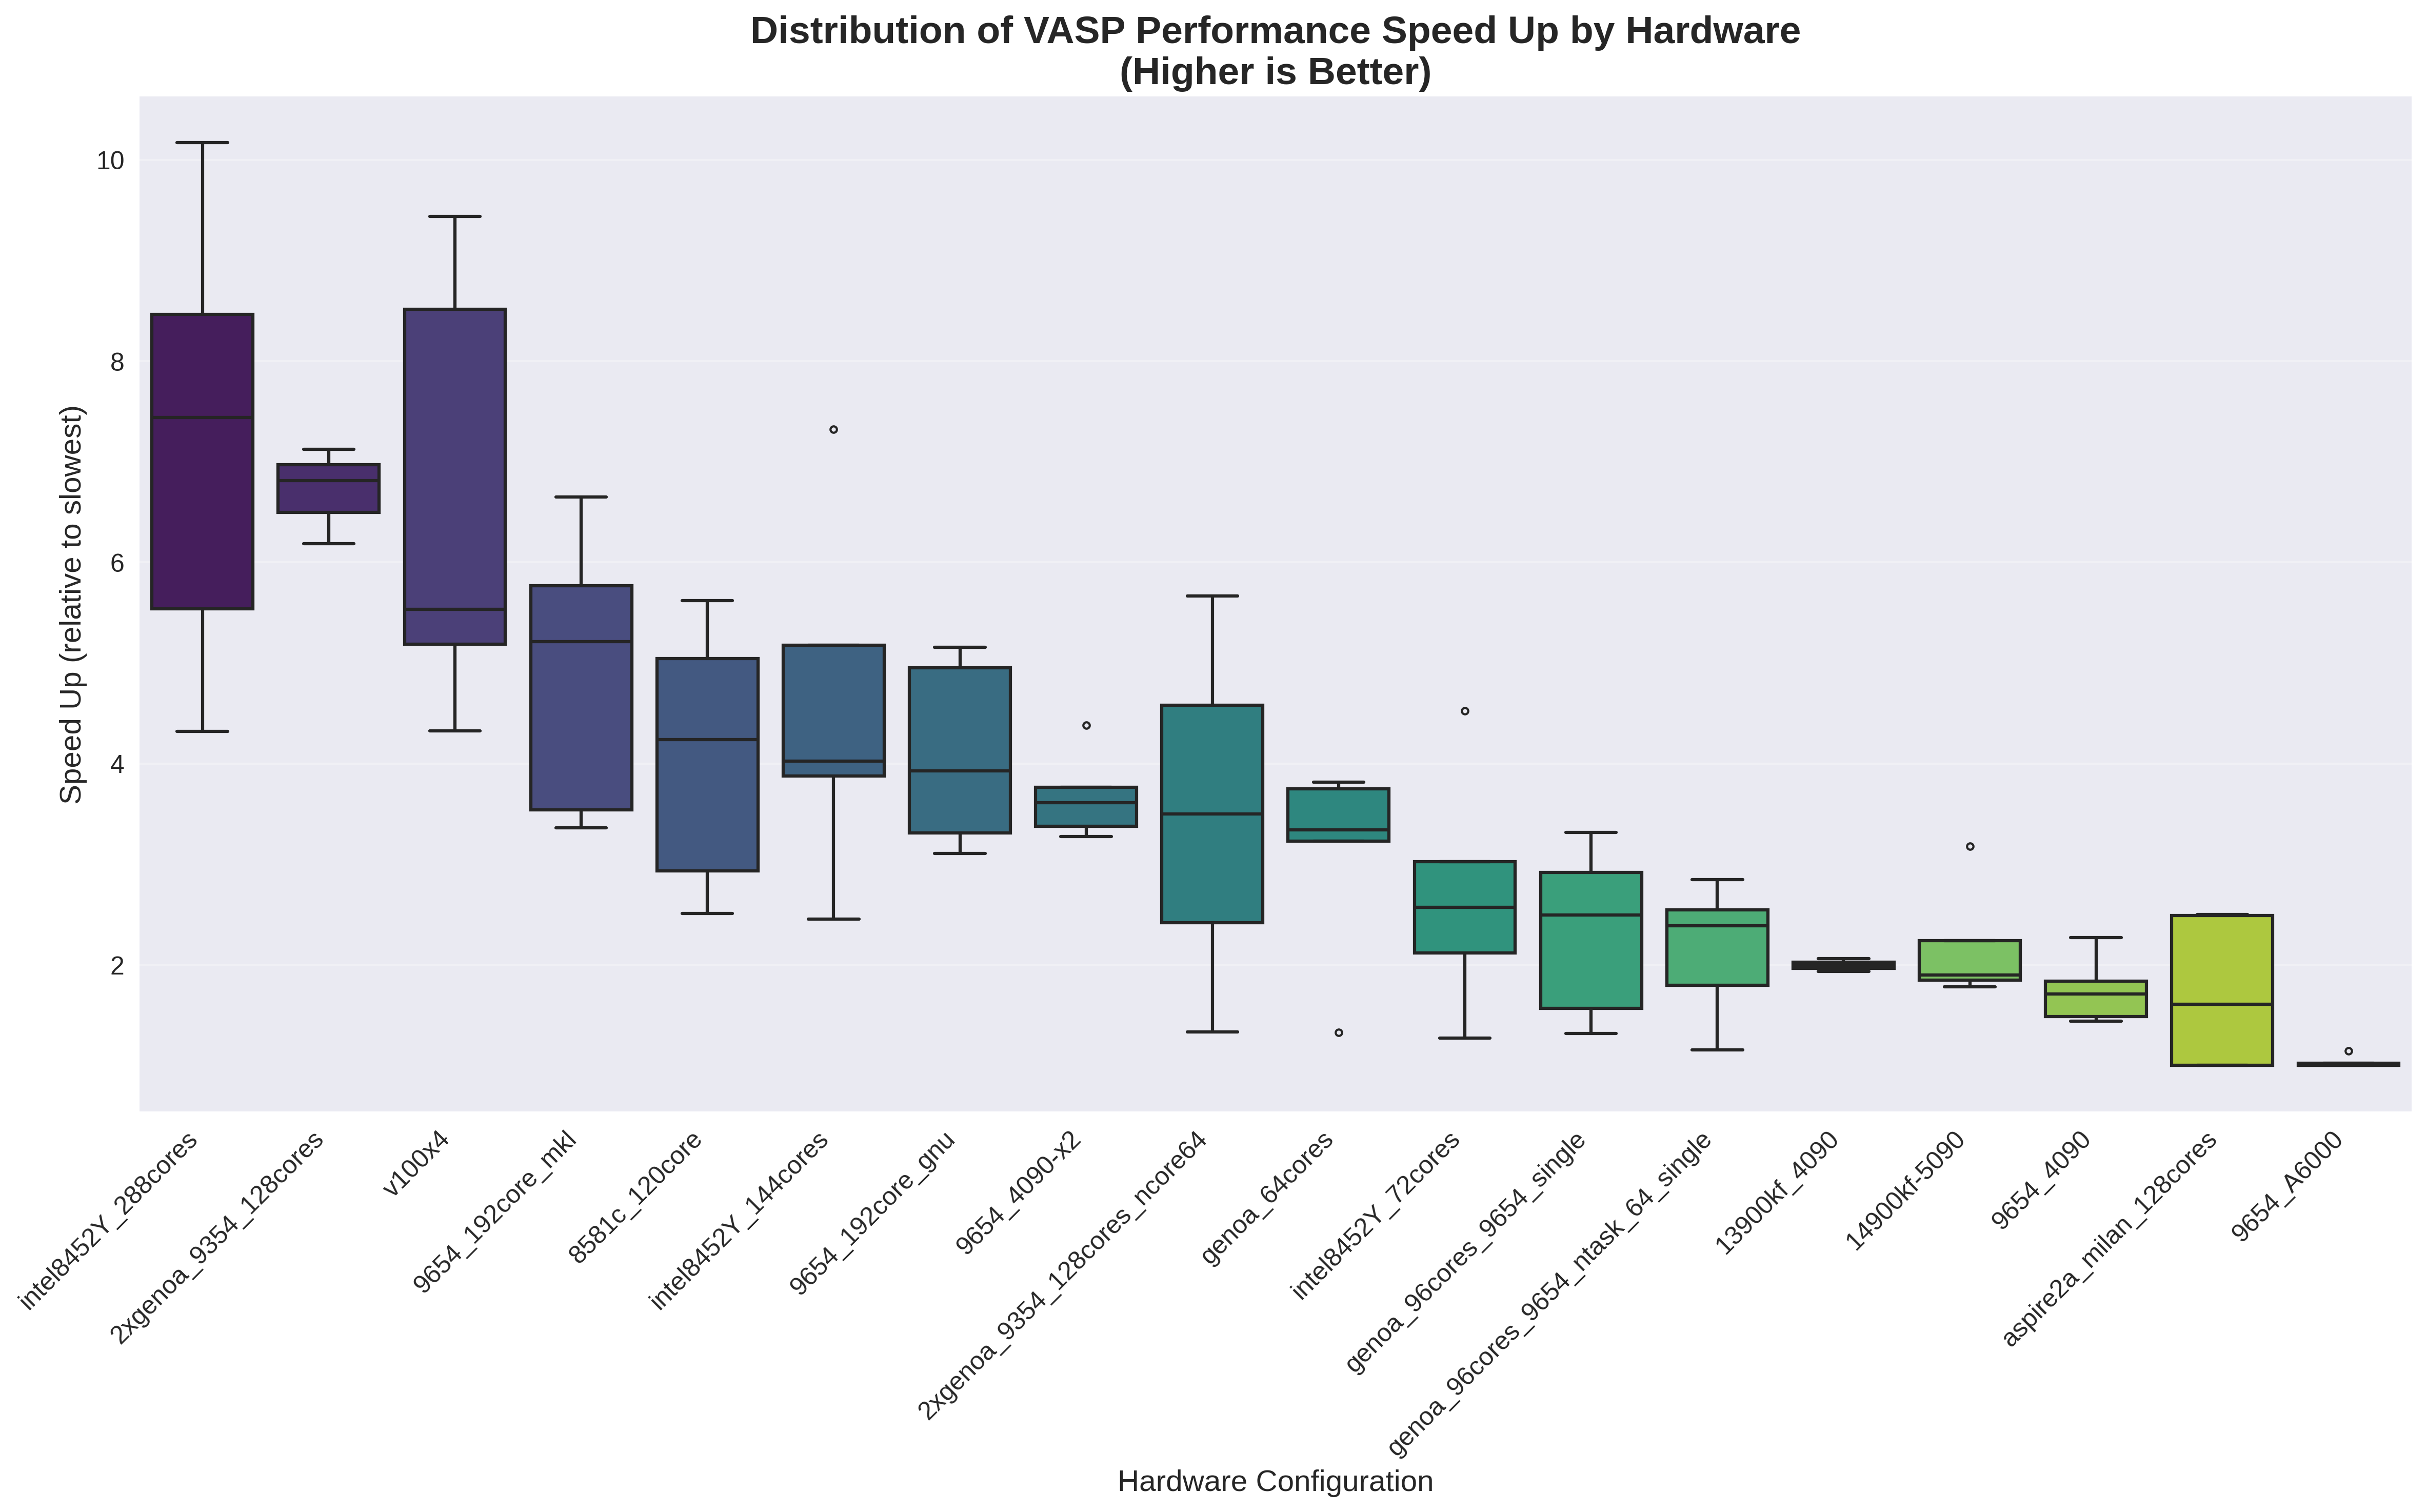 Distribution of VASP Performance Speed Up by Hardware
(Higher is Better)
Speed Up (relative to slowest)
10
8
6
4
2
intel8452Y_288cores
2xgenoa_9354_128cores
v100x4
9654_192core_mkl
8581c_120core
intel8452Y_144cores
9654_192core_gnu
9654_4090-x2
2xgenoa_9354_128cores_ncore64
genoa_64cores
intel8452Y_72cores
genoa_96cores_9654_single
genoa_96cores_9654_ntask_64_single
13900kf_4090
14900kf-5090
9654_4090
aspire2a_milan_128cores
9654_A6000
Hardware Configuration